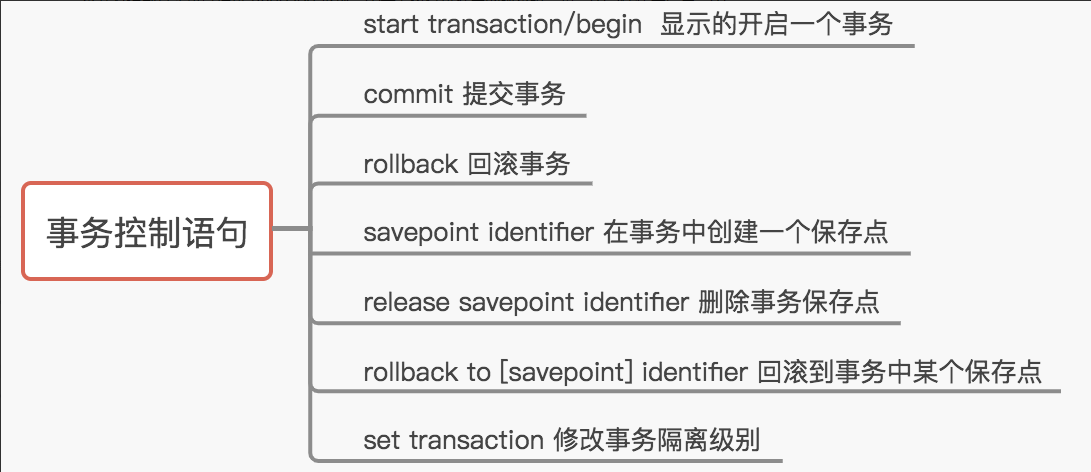 start transaction/begin 显示的开启一个事务
commit 提交事务
rollback 回滚事务
事务控制语句
savepoint identifier 在事务中创建一个保存点
release savepoint identifier 删除事务保存点
rollback to [savepoint] identifier 回滚到事务中某个保存点
set transaction 修改事务隔离级别